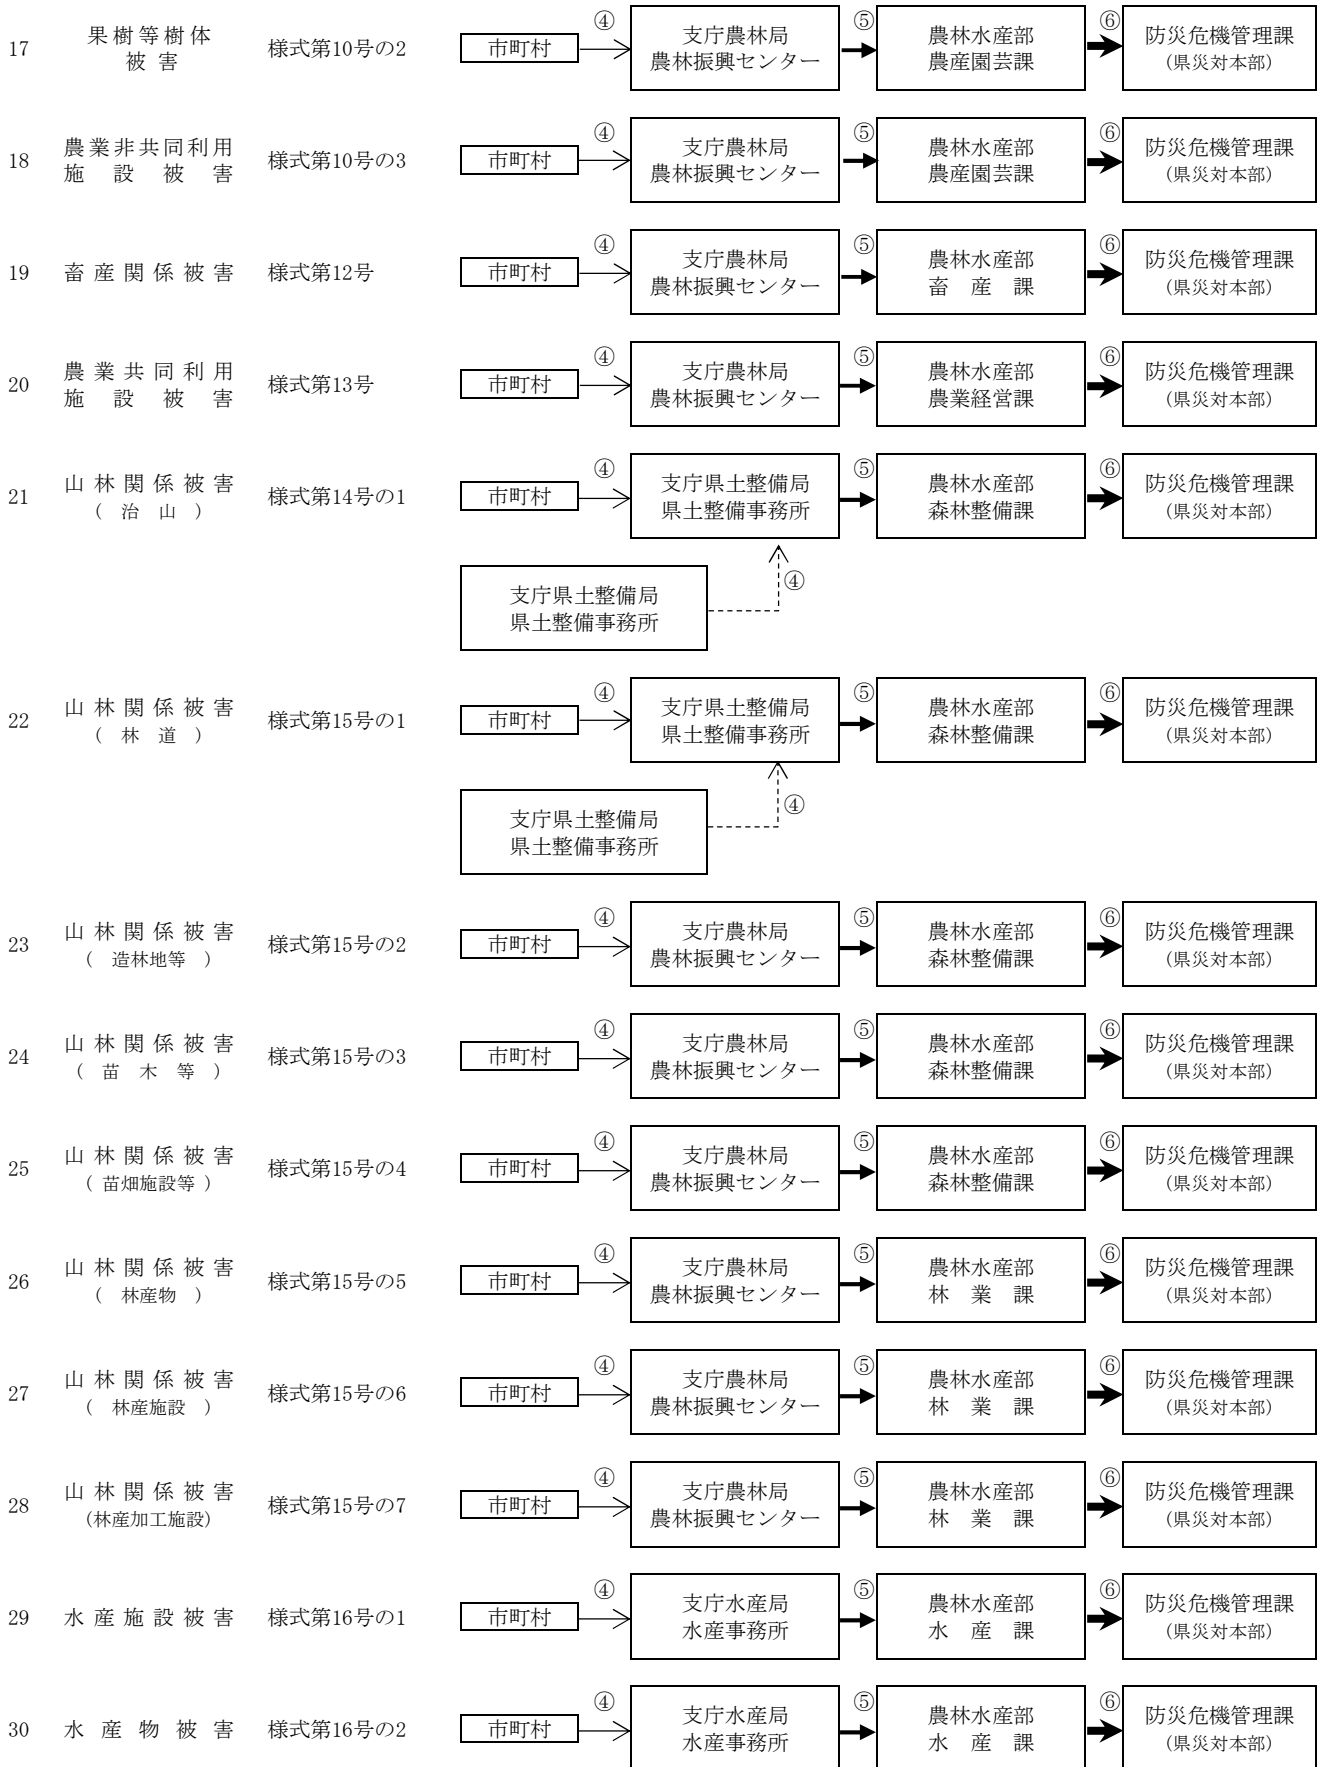 ④ ⑤ ⑥
17 果樹等樹体 様式第10号の2 市町村 支庁農林局 農林水産部 防災危機管理課
被害 農林振興センター 農産園芸課 (県災対本部)
④ ⑤ ⑥
18 農業非共同利用 様式第10号の3 市町村 支庁農林局 農林水産部 防災危機管理課
施設被害 農林振興センター 農産園芸課 (県災対本部)
④ ⑤ ⑥
19 畜産関係被害 様式第12号 市町村 支庁農林局 農林水産部 防災危機管理課
農林振興センター 畜産課 (県災対本部)
④ ⑤ ⑥
20 農業共同利用 様式第13号 市町村 支庁農林局 農林水産部 防災危機管理課
施設被害 農林振興センター 農業経営課 (県災対本部)
④ ⑤ ⑥
21 山林関係被害 様式第14号の1 市町村 支庁県土整備局 農林水産部 防災危機管理課
(治山) 県土整備事務所 森林整備課 (県災対本部)
④
支庁県土整備局
県土整備事務所
④ ⑤ ⑥
22 山林関係被害 様式第15号の1 市町村 支庁県土整備局 農林水産部 防災危機管理課
(林道) 県土整備事務所 森林整備課 (県災対本部)
④
支庁県土整備局
県土整備事務所
④ ⑤ ⑥
23 山林関係被害 様式第15号の2 市町村 支庁農林局 農林水産部 防災危機管理課
(造林地等) 農林振興センター 森林整備課 (県災対本部)
④ ⑤ ⑥
24 山林関係被害 様式第15号の3 市町村 支庁農林局 農林水産部 防災危機管理課
(苗木等) 農林振興センター 森林整備課 (県災対本部)
④ ⑤ ⑥
25 山林関係被害 様式第15号の4 市町村 支庁農林局 農林水産部 防災危機管理課
(苗畑施設等) 農林振興センター 森林整備課 (県災対本部)
④ ⑤ ⑥
26 山林関係被害 様式第15号の5 市町村 支庁農林局 農林水産部 防災危機管理課
(林産物) 農林振興センター 林業課 (県災対本部)
④ ⑤ ⑥
27 山林関係被害 様式第15号の6 市町村 支庁農林局 農林水産部 防災危機管理課
(林産施設) 農林振興センター 林業課 (県災対本部)
④ ⑤ ⑥
28 山林関係被害 様式第15号の7 市町村 支庁農林局 農林水産部 防災危機管理課
(林産加工施設) 農林振興センター 林業課 (県災対本部)
④ ⑤ ⑥
29 水産施設被害 様式第16号の1 市町村 支庁水産局 農林水産部 防災危機管理課
水産事務所 水産課 (県災対本部)
④ ⑤ ⑥
30 水産物被害 様式第16号の2 市町村 支庁水産局 農林水産部 防災危機管理課
水産事務所 水産課 (県災対本部)